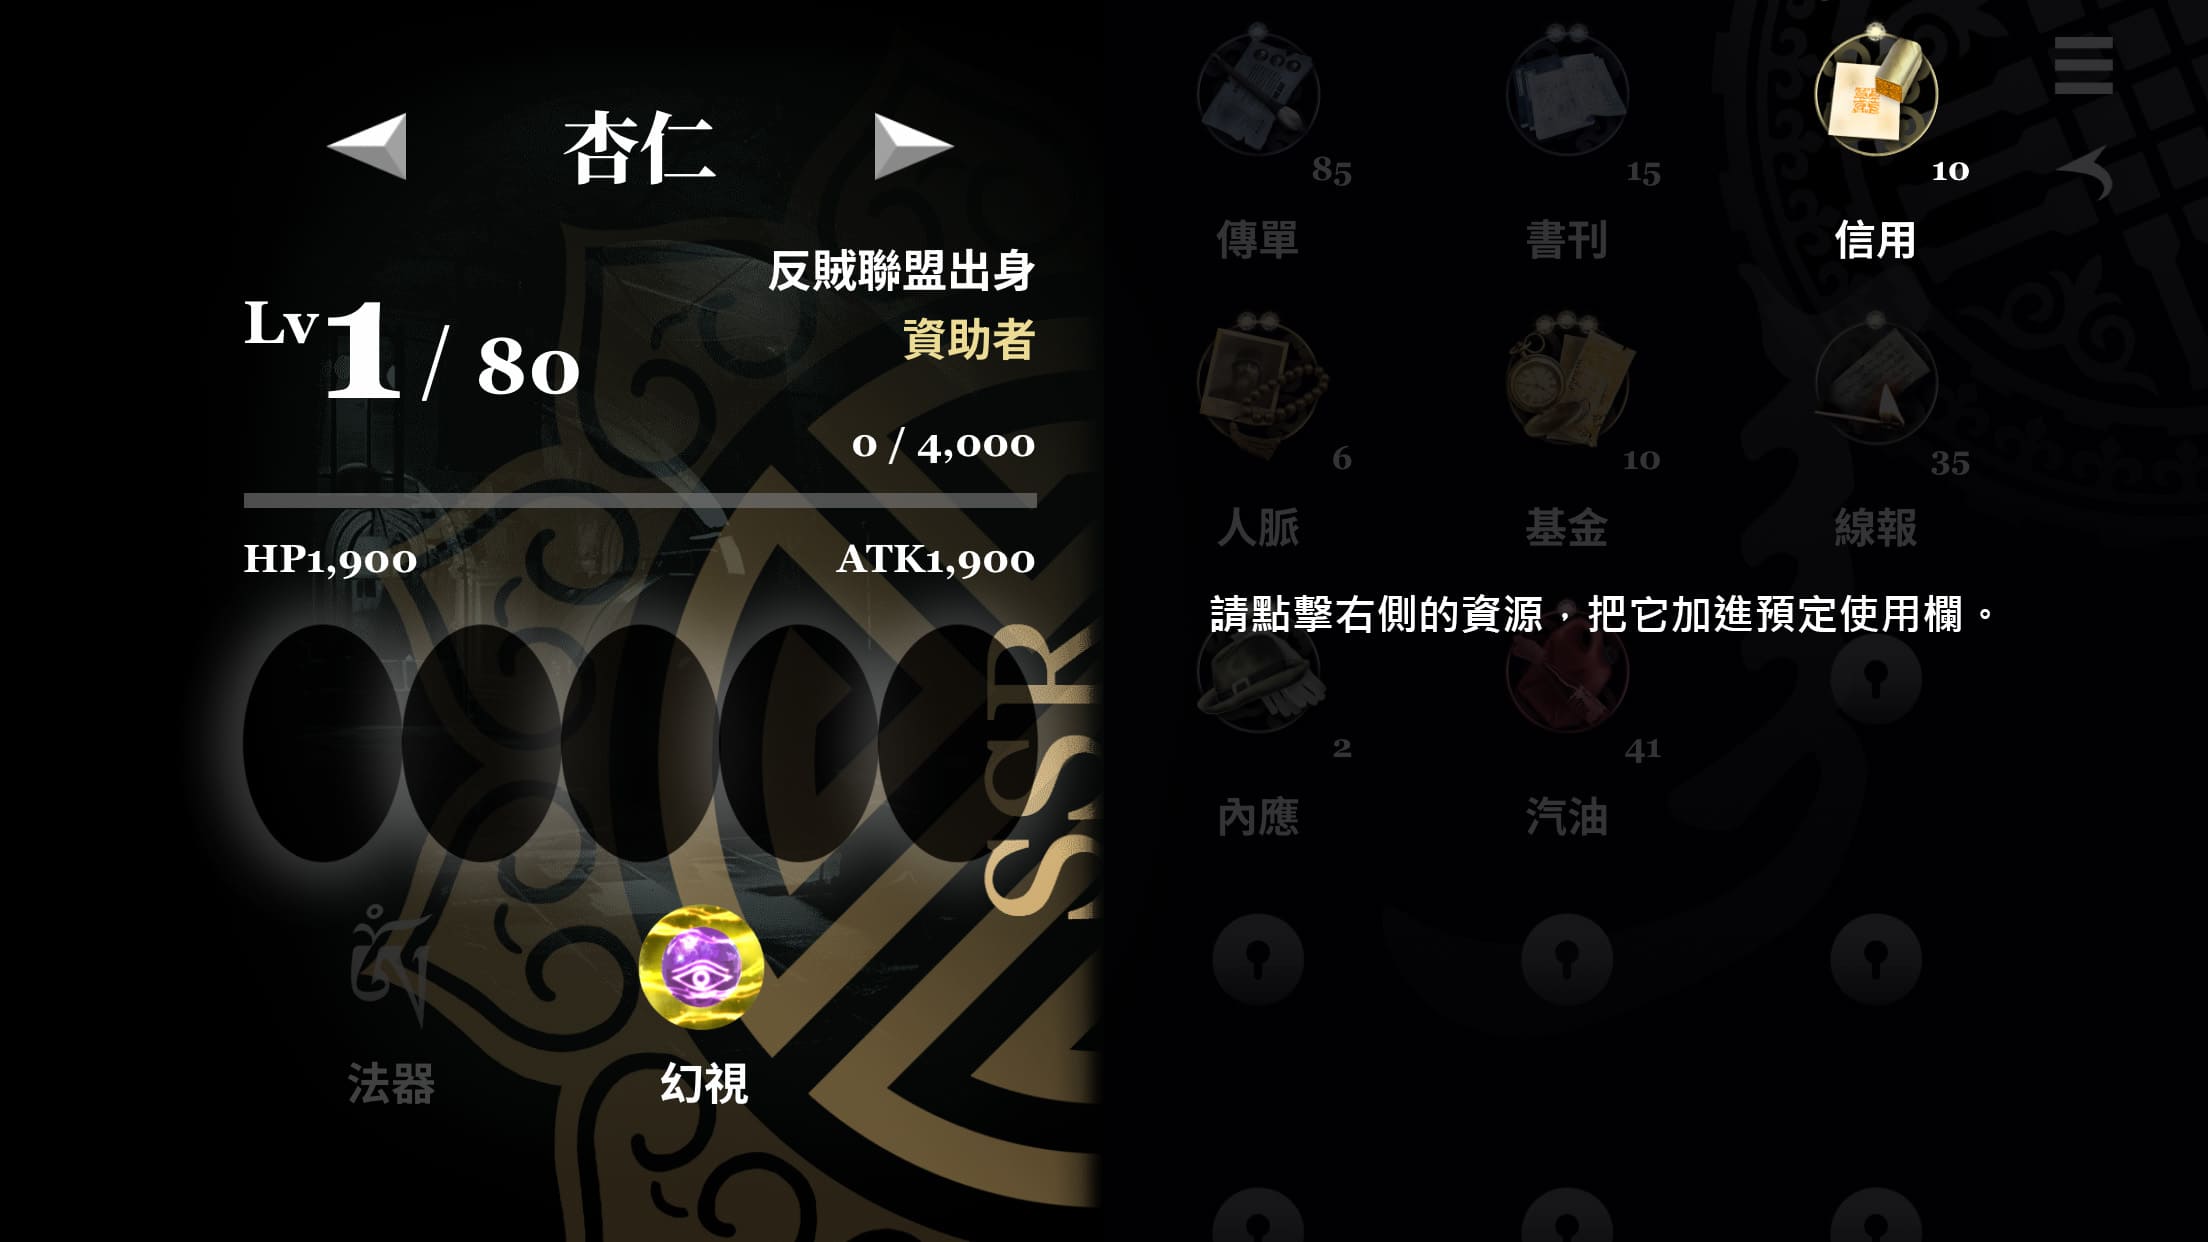 杏仁
反賊聯盟出身
資助者
Lv1 / 80
0 / 4,000
HP1,900
ATK1,900
SSR
法器
幻視
85
15
10
傳單
書刊
信用
6
10
35
人脈
基金
線報
請點擊右側的資源，把它加進預定使用欄。
2
41
內應
汽油